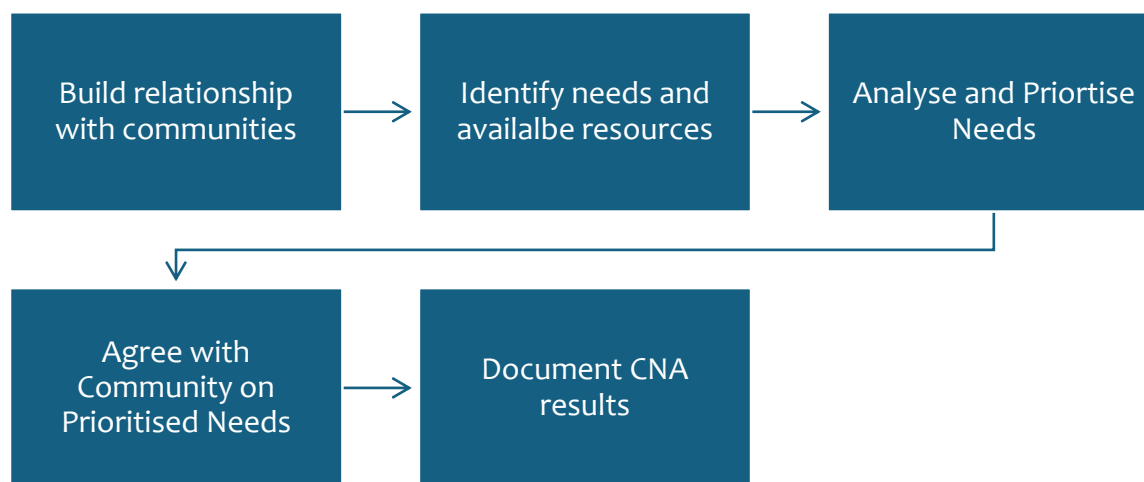 Build relationship
with communities
Identify needs and
availalbe resources
Analyse and Priortise
Needs
Agree with
Community on
Prioritised Needs
Document CNA
results